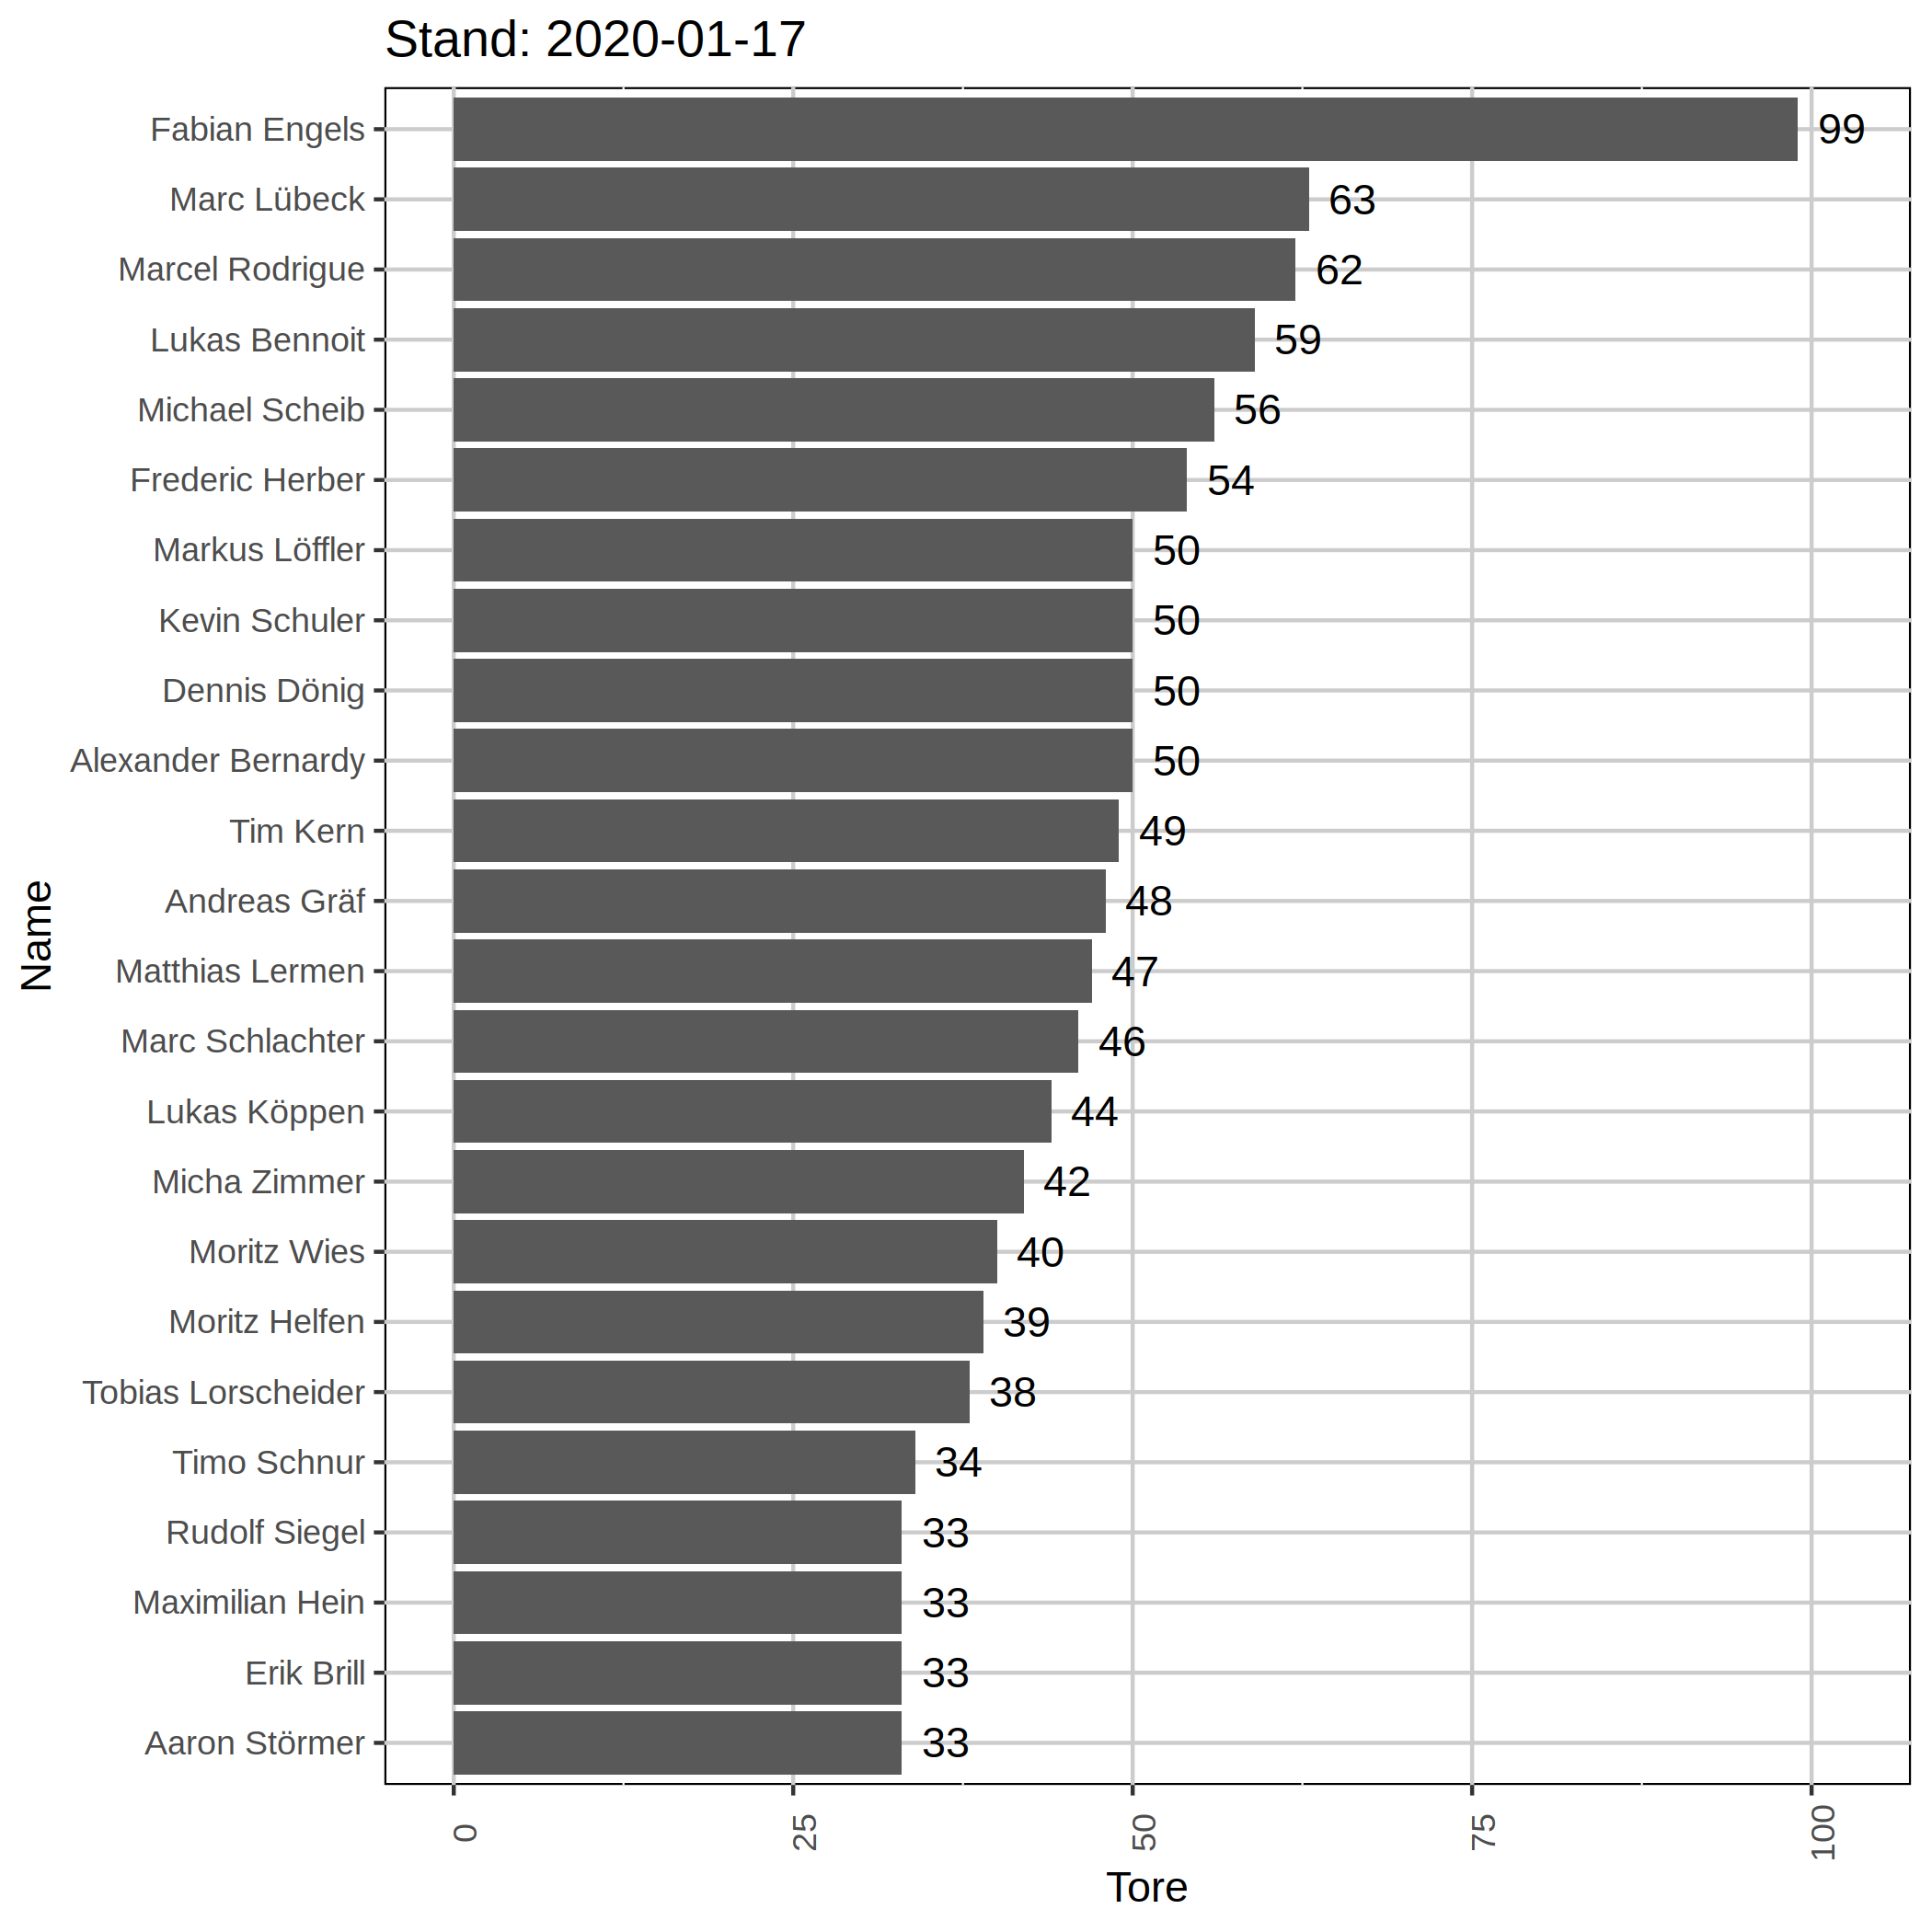 Stand: 2020-01-17
Fabian Engels 99
Marc Lübeck 63
Marcel Rodrigue 62
Lukas Bennoit 59
Michael Scheib 56
Frederic Herber 54
Markus Löffler 50
Kevin Schuler 50
Dennis Dönig 50
Alexander Bernardy 50
Tim Kern 49
Andreas Gräf 48
Matthias Lermen 47
Marc Schlachter 46
Lukas Köppen 44
Micha Zimmer 42
Moritz Wies 40
Moritz Helfen 39
Tobias Lorscheider 38
Timo Schnur 34
Rudolf Siegel 33
Maximilian Hein 33
Erik Brill 33
Aaron Störmer 33
Name
0 25 50 75 100
Tore